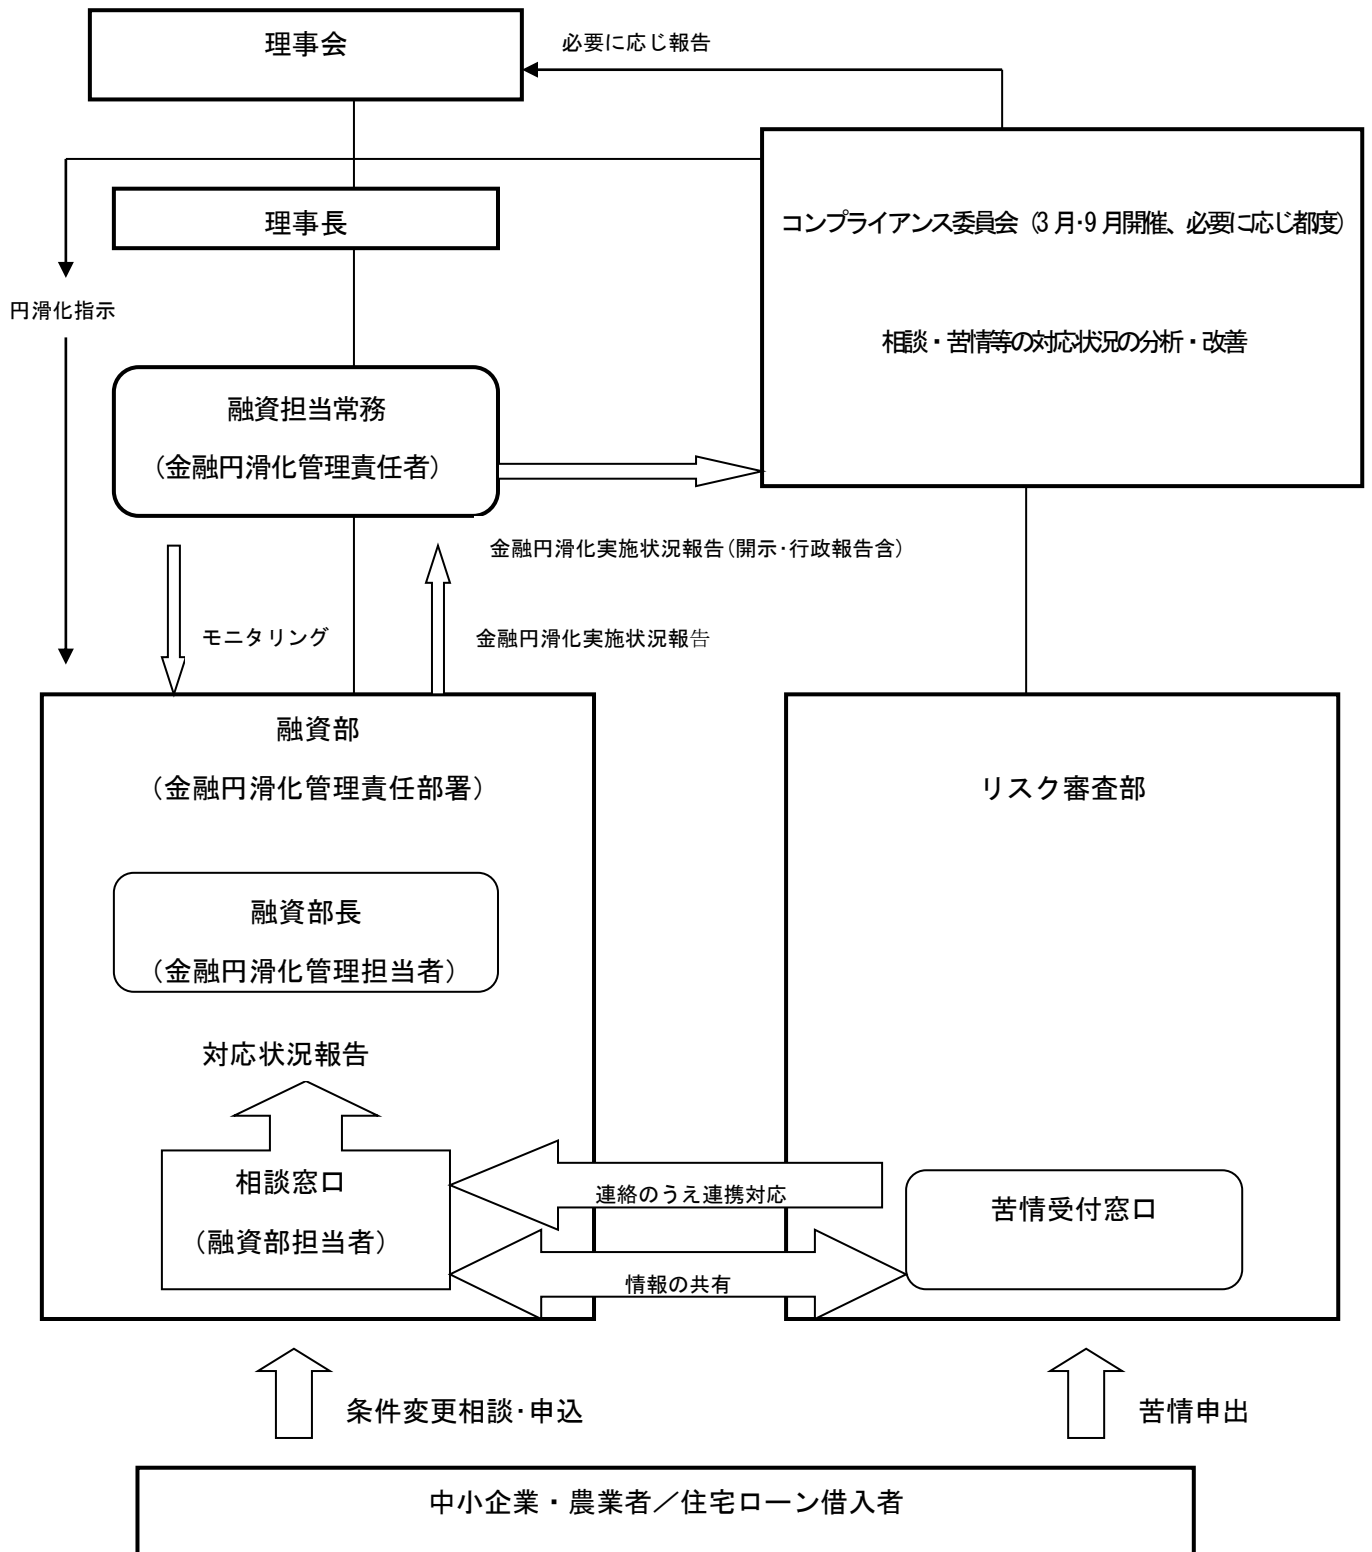 理事会
必要に応じ報告
理事長
コンプライアンス委員会（3月･9月開催、必要に応じ都度）
円滑化指示
相談・苦情等の対応状況の分析・改善
融資担当常務
（金融円滑化管理責任者）
金融円滑化実施状況報告（開示･行政報告含）
モニタリング
金融円滑化実施状況報告
融資部
（金融円滑化管理責任部署）
リスク審査部
融資部長
（金融円滑化管理担当者）
対応状況報告
相談窓口
（融資部担当者）
連絡のうえ連携対応
苦情受付窓口
情報の共有
条件変更相談･申込
苦情申出
中小企業・農業者／住宅ローン借入者